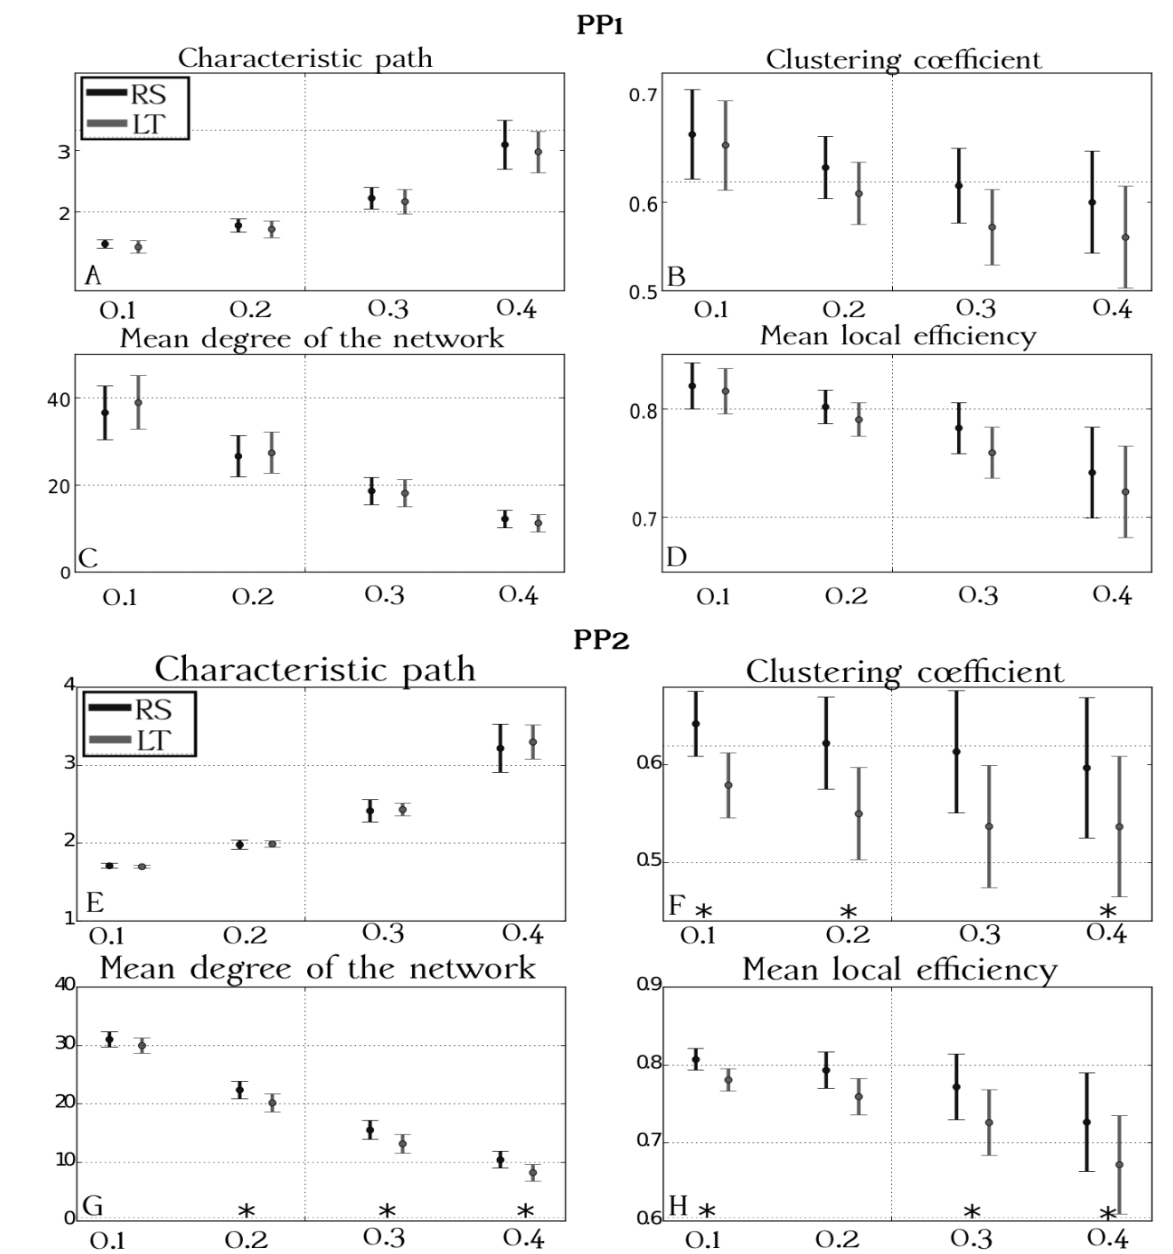 PP1
Characteristic path
RS
LT
3
2
A
0.1 0.2 0.3 0.4
Clustering coefficient
0.7
0.6
0.5
B
0.1 0.2 0.3 0.4
Mean degree of the network
40
20
0
C
0.1 0.2 0.3 0.4
Mean local efficiency
0.8
0.7
D
0.1 0.2 0.3 0.4
PP2
Characteristic path
4
RS
LT
3
2
1
E
0.1 0.2 0.3 0.4
Clustering coefficient
0.6
0.5
F * * *
0.1 0.2 0.3 0.4
Mean degree of the network
40
30
20
10
0
G * * *
0.1 0.2 0.3 0.4
Mean local efficiency
0.9
0.8
0.7
0.6
H * * *
0.1 0.2 0.3 0.4